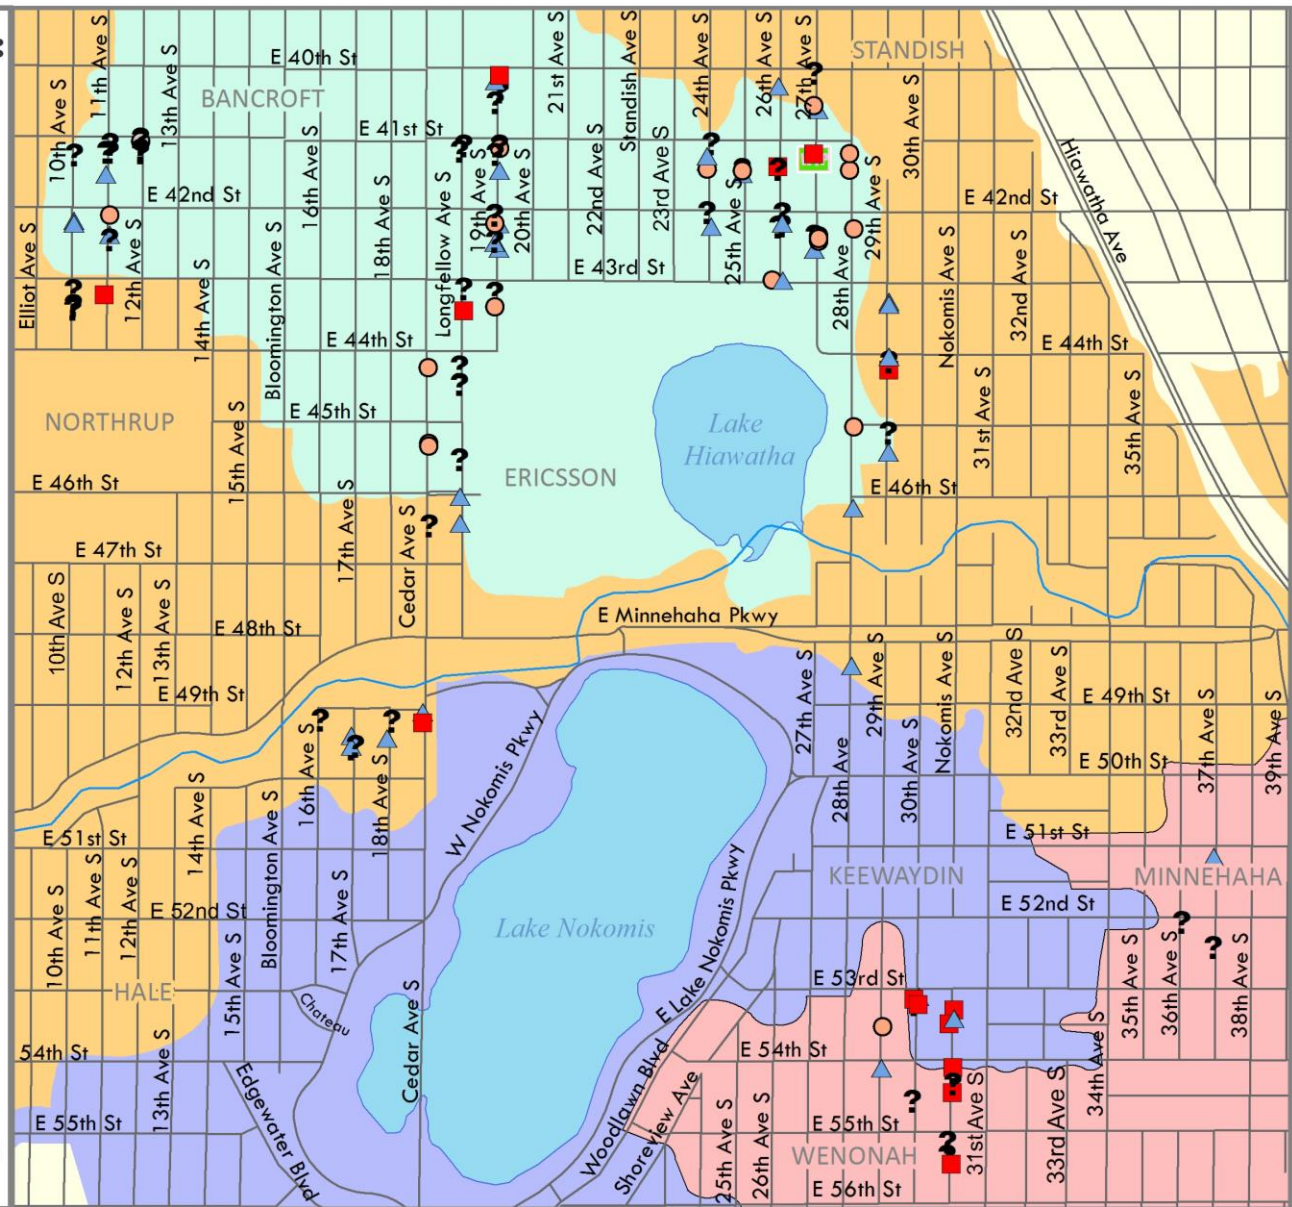 STANDISH
E 40th St
BANCROFT
10th Ave S
11th Ave S
13th Ave S
21st Ave S
Standish Ave S
24th Ave S
26th Ave S
27th Ave S
30th Ave S
Hiawatha Ave
E 41st St
16th Ave S
18th Ave S
Longfellow Ave S
19th Ave S
20th Ave S
22nd Ave S
23rd Ave S
25th Ave S
28th Ave
29th Ave S
E 42nd St
E 42nd St
Elliot Ave S
12th Ave S
14th Ave S
Bloomington Ave S
E 43rd St
Nokomis Ave S
32nd Ave S
E 44th St
E 44th St
Lake
Hiawatha
NORTHRUP
E 45th St
15th Ave S
31st Ave S
35th Ave S
ERICSSON
E 46th St
E 46th St
17th Ave S
Cedar Ave S
E 47th St
10th Ave S
12th Ave S
13th Ave S
E Minnehaha Pkwy
E 48th St
27th Ave S
29th Ave S
Nokomis Ave S
32nd Ave S
33rd Ave S
E 49th St
E 49th St
37th Ave S
39th Ave S
W Nokomis Pkwy
16th Ave S
18th Ave S
28th Ave
30th Ave S
E 50th St
14th Ave S
Bloomington Ave S
E 51st St
E 51st St
KEEWAYDIN
MINNEHAHA
10th Ave S
11th Ave S
12th Ave S
E 52nd St
17th Ave S
E 52nd St
Lake Nokomis
E Lake Nokomis Pkwy
15th Ave S
35th Ave S
36th Ave S
38th Ave S
HALE
Chateau
E 53rd St
Cedar Ave S
54th St
13th Ave S
E 54th St
34th Ave S
Edgewater Blvd
Woodlawn Blvd
Shoreview Ave
E 55th St
25th Ave S
26th Ave S
E 55th St
31st Ave S
33rd Ave S
WENONAH
E 56th St